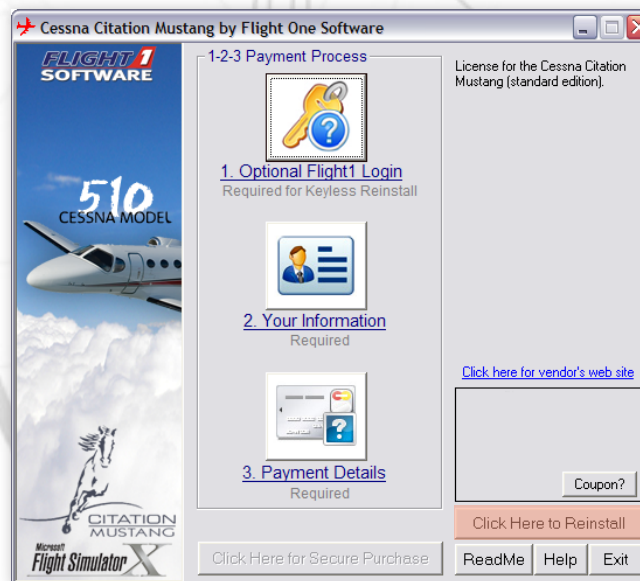 Cessna Citation Mustang by Flight One Software
FLIGHT1
SOFTWARE
510
CESSNA MODEL
CITATION
MUSTANG
Microsoft
Flight Simulator X
1-2-3 Payment Process
1. Optional Flight1 Login
Required for Keyless Reinstall
2. Your Information
Required
3. Payment Details
Required
Click Here for Secure Purchase
License for the Cessna Citation
Mustang (standard edition).
Click here for vendor's web site
Coupon?
Click Here to Reinstall
ReadMe
Help
Exit